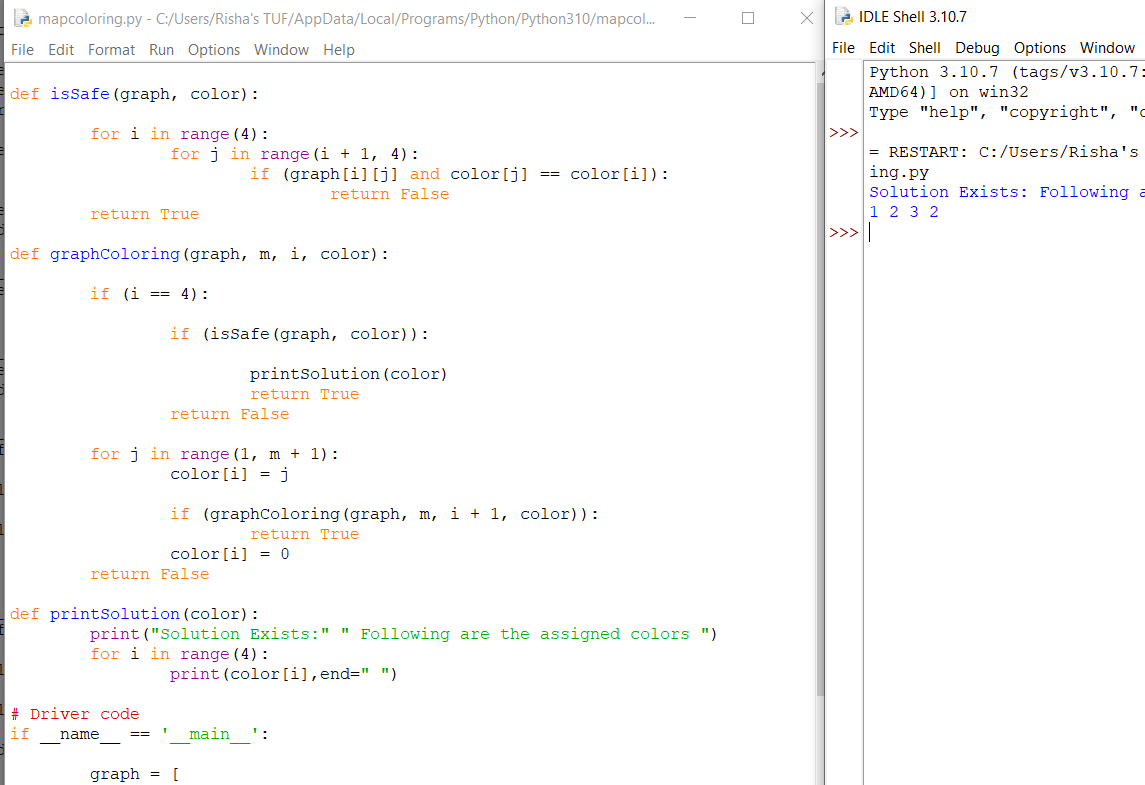 mapcoloring.py - C:/Users/Risha's TUF/AppData/Local/Programs/Python/Python310/mapcol...
File Edit Format Run Options Window Help
def isSafe(graph, color):
for i in range(4):
for j in range(i + 1, 4):
if (graph[i][j] and color[j] == color[i]):
return False
return True
def graphColoring(graph, m, i, color):
if (i == 4):
if (isSafe(graph, color)):
printSolution(color)
return True
return False
for j in range(1, m + 1):
color[i] = j
if (graphColoring(graph, m, i + 1, color)):
return True
color[i] = 0
return False
def printSolution(color):
print("Solution Exists:" " Following are the assigned colors ")
for i in range(4):
print(color[i],end=" ")
# Driver code
if __name__ == '__main__':
graph = [
IDLE Shell 3.10.7
File Edit Shell Debug Options Window
Python 3.10.7 (tags/v3.10.7:
AMD64)] on win32
Type "help", "copyright", "c
>>>
= RESTART: C:/Users/Risha's
ing.py
Solution Exists: Following a
1 2 3 2
>>>